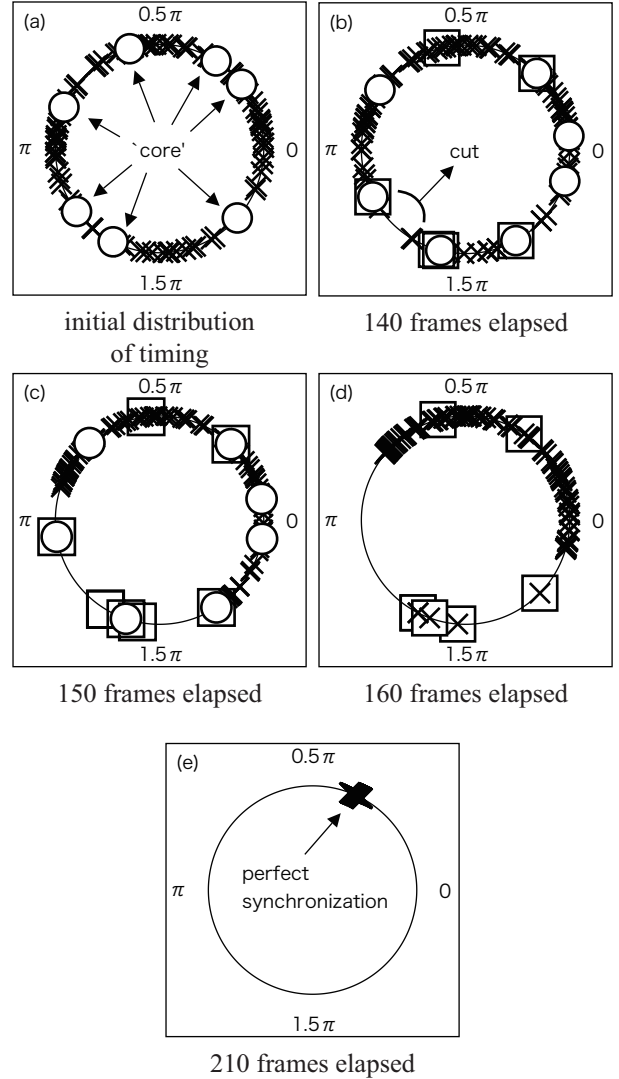 (a)
0.5π
π
core'
0
1.5π
initial distribution
of timing
(b)
0.5π
π
cut
0
1.5π
140 frames elapsed
(c)
0.5π
π
0
1.5π
150 frames elapsed
(d)
0.5π
π
0
1.5π
160 frames elapsed
(e)
0.5π
π
0
perfect
synchronization
1.5π
210 frames elapsed